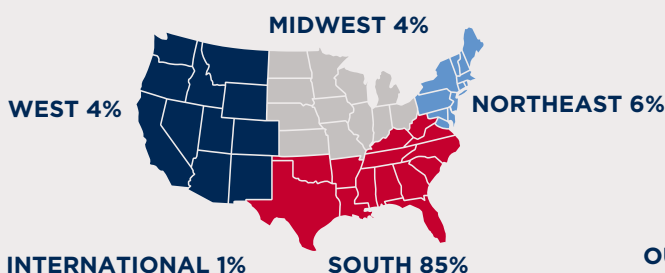 MIDWEST 4%
WEST 4%
NORTHEAST 6%
INTERNATIONAL 1%
SOUTH 85%